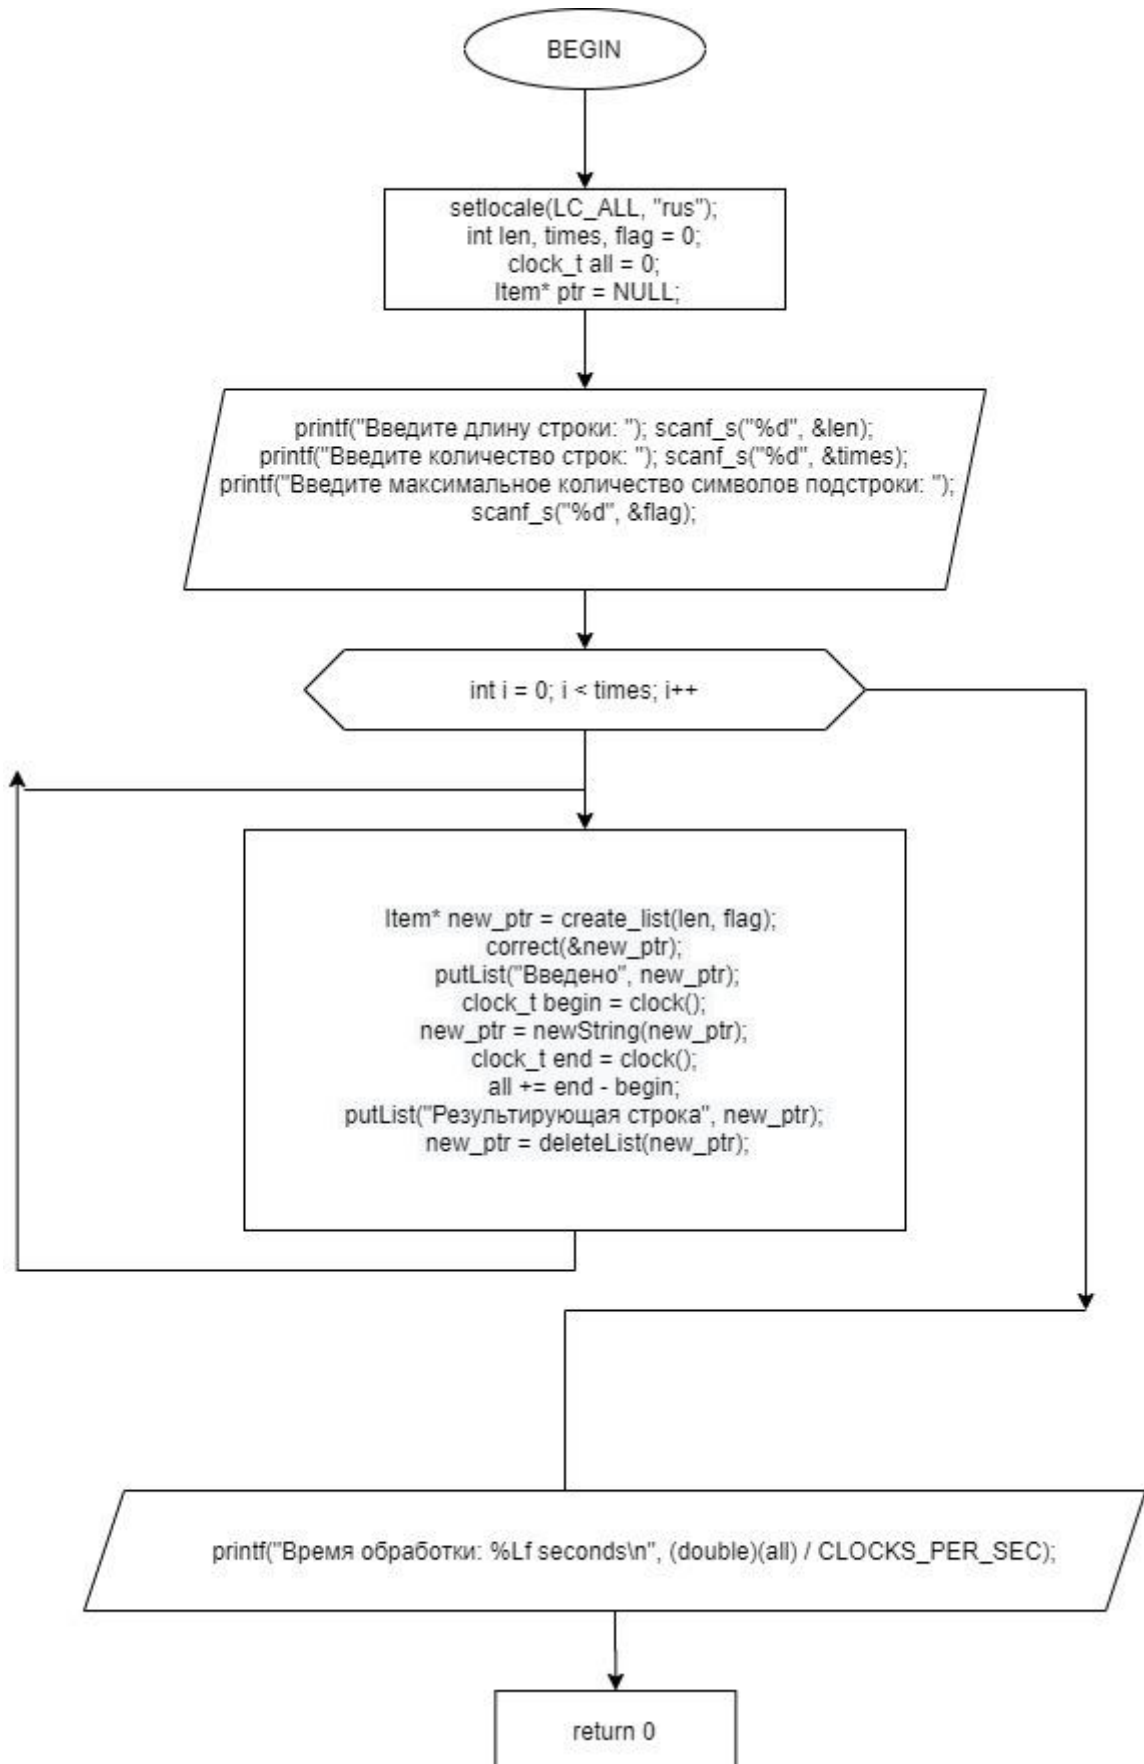 BEGIN
setlocale(LC_ALL, "rus");
int len, times, flag = 0;
clock_t all = 0;
Item* ptr = NULL;
printf("Введите длину строки: "); scanf_s("%d", &len);
printf("Введите количество строк: "); scanf_s("%d", &times);
printf("Введите максимальное количество символов подстроки: ");
scanf_s("%d", &flag);
int i = 0; i < times; i++
Item* new_ptr = create_list(len, flag);
correct(&new_ptr);
putList("Введено", new_ptr);
clock_t begin = clock();
new_ptr = newString(new_ptr);
clock_t end = clock();
all += end - begin;
putList("Результирующая строка", new_ptr);
new_ptr = deleteList(new_ptr);
printf("Время обработки: %Lf seconds\n", (double)(all) / CLOCKS_PER_SEC);
return 0